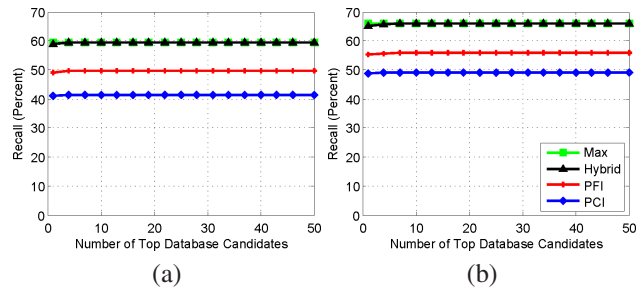 70
60
50
40
30
20
10
0
Recall (Percent)
0 10 20 30 40 50
Number of Top Database Candidates
(a)
70
60
50
40
30
20
10
0
Recall (Percent)
Max
Hybrid
PFI
PCI
0 10 20 30 40 50
Number of Top Database Candidates
(b)